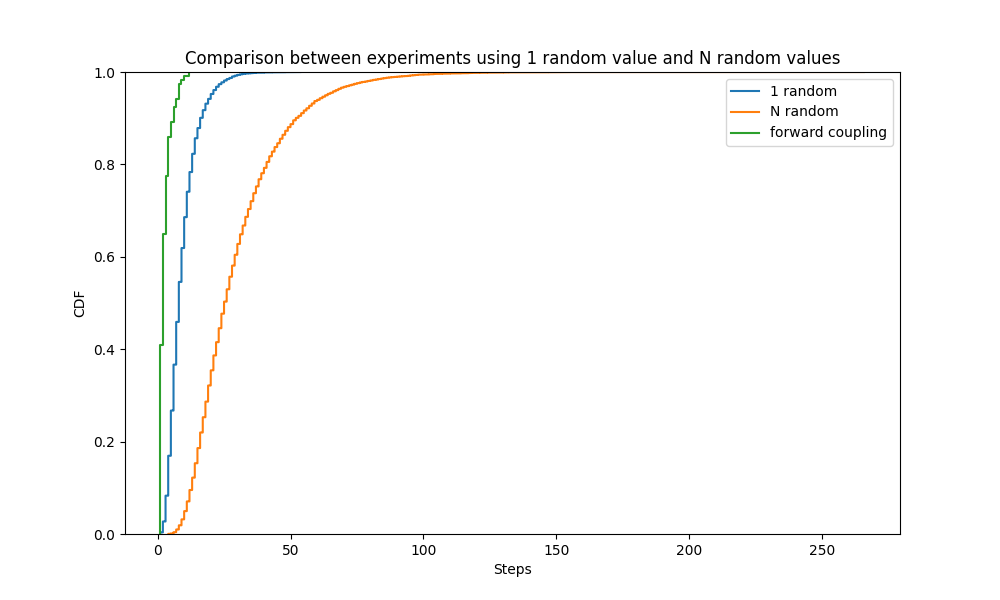 Comparison between experiments using 1 random value and N random values
1 random
N random
forward coupling
1.0
0.8
0.6
0.4
0.2
0.0
CDF
0
50
100
150
200
250
Steps